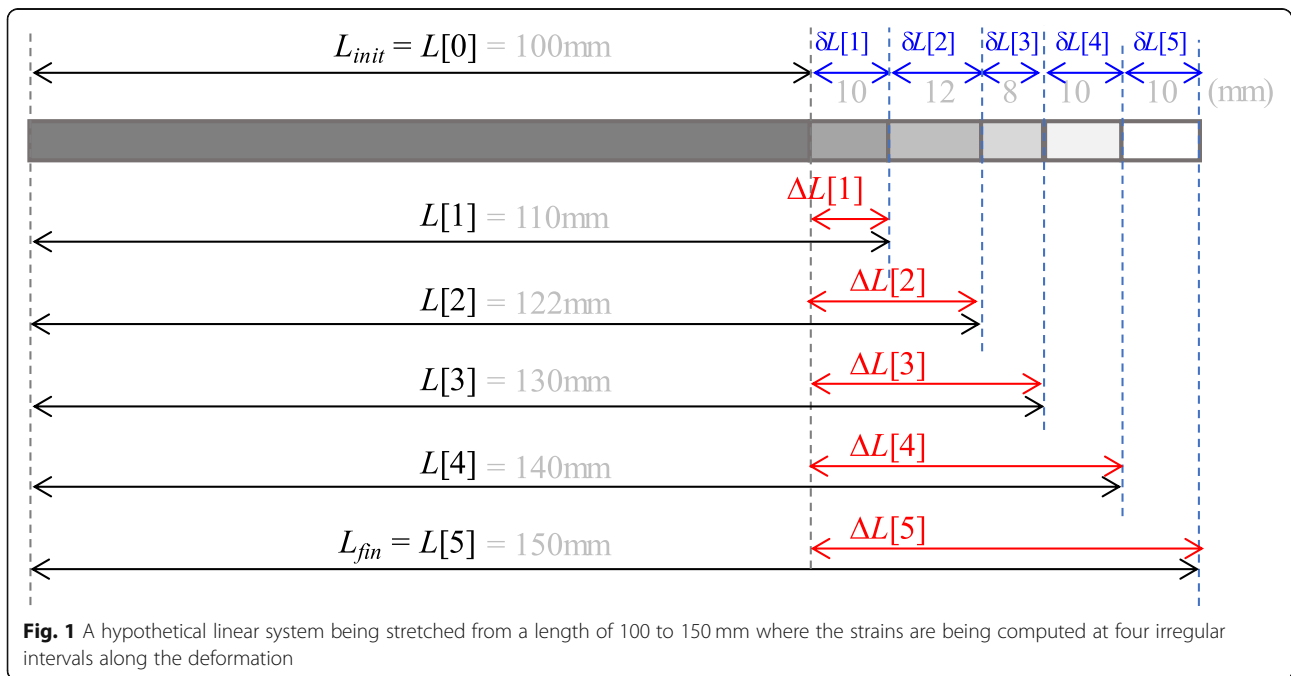 L_init = L[0] = 100mm
δL[1] δL[2] δL[3] δL[4] δL[5]
10 12 8 10 10 (mm)
ΔL[1]
L[1] = 110mm
ΔL[2]
L[2] = 122mm
ΔL[3]
L[3] = 130mm
ΔL[4]
L[4] = 140mm
ΔL[5]
L_fin = L[5] = 150mm
Fig. 1 A hypothetical linear system being stretched from a length of 100 to 150 mm where the strains are being computed at four irregular
intervals along the deformation